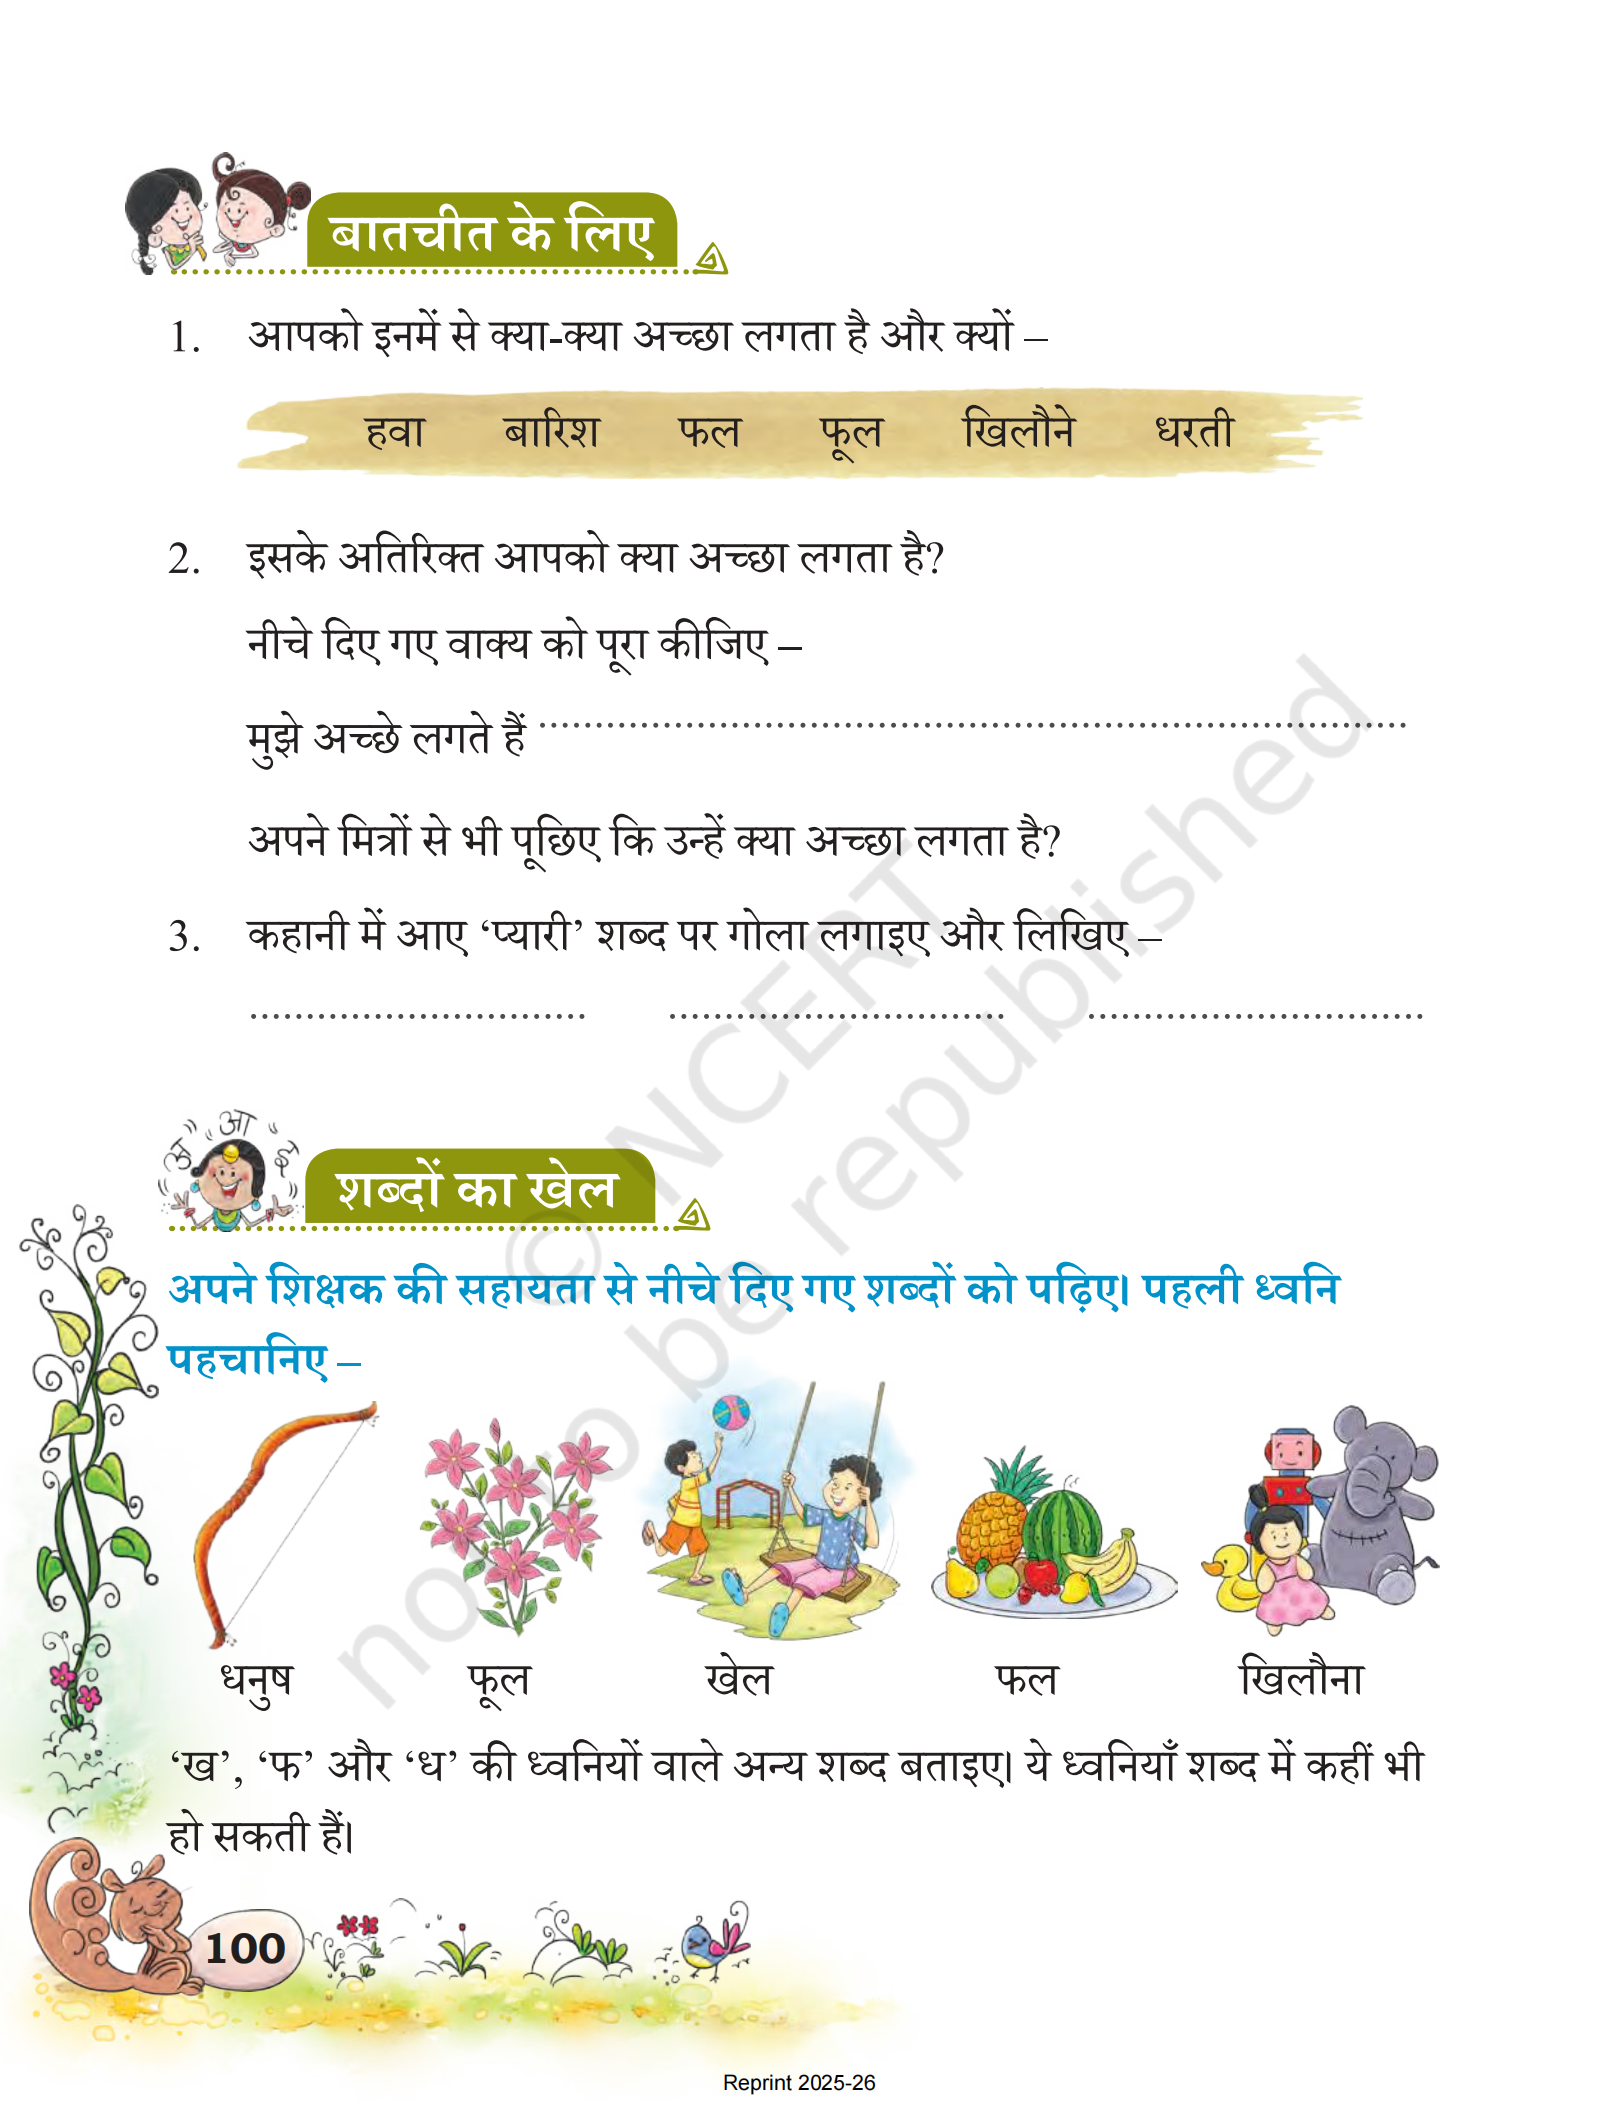 बातचीत के लिए
1. आपको इनमें से क्या-क्या अच्छा लगता है और क्यों –
हवा बारिश फल फूल खिलौने धरती
2. इसके अतिरिक्त आपको क्या अच्छा लगता है?
नीचे दिए गए वाक्य को पूरा कीजिए –
मुझे अच्छे लगते हैं ..............................................................................
अपने मित्रों से भी पूछिए कि उन्हें क्या अच्छा लगता है?
3. कहानी में आए ‘प्यारी’ शब्द पर गोला लगाइए और लिखिए –
.............................. .............................. ..............................
अ आ इ
शब्दों का खेल
अपने शिक्षक की सहायता से नीचे दिए गए शब्दों को पढ़िए। पहली ध्वनि
पहचानिए –
धनुष फूल खेल फल खिलौना
‘ख’, ‘फ’ और ‘ध’ की ध्वनियों वाले अन्य शब्द बताइए। ये ध्वनियाँ शब्द में कहीं भी
हो सकती हैं।
100
© NCERT
not to be republished
Reprint 2025-26